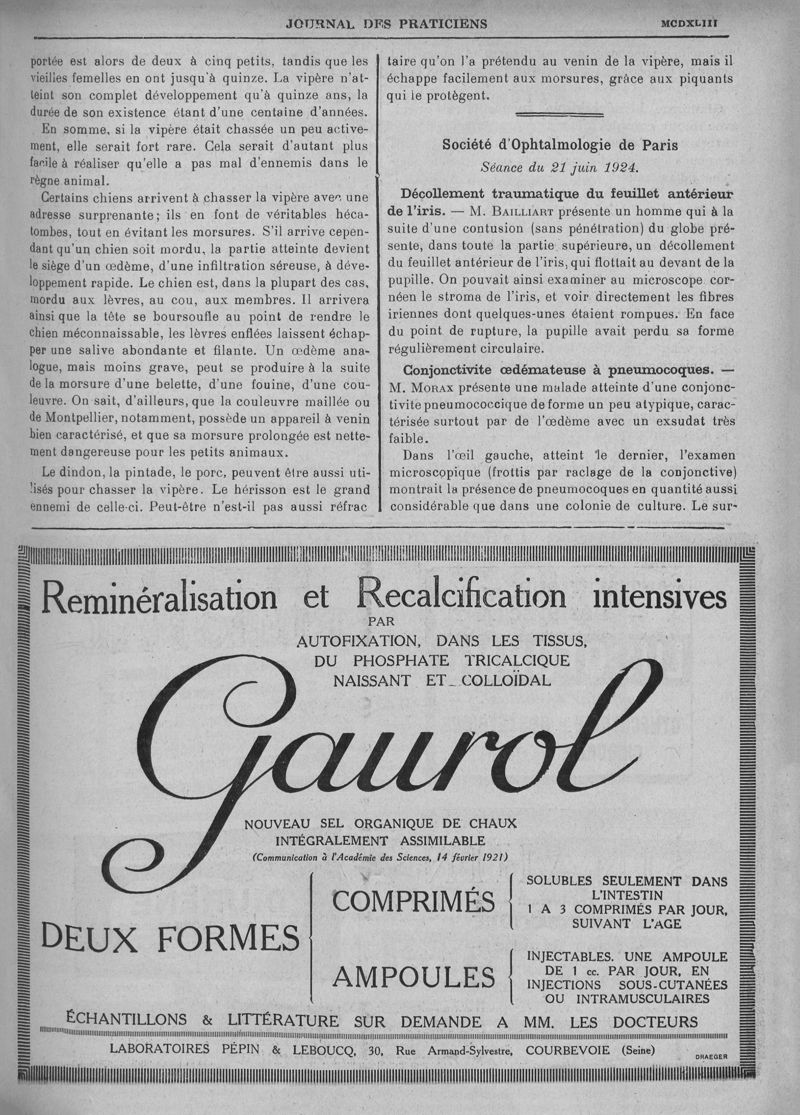 JOURNAL DES PRATICIENS
MCDXLIII
portée est alors de deux à cinq petits, tandis que les
vieilles femelles en ont jusqu'à quinze. La vipère n'at-
teint son complet développement qu'à quinze ans, la
durée de son existence étant d'une centaine d'années.
En somme, si la vipère était chassée un peu active-
ment, elle serait fort rare. Cela serait d'autant plus
facile à réaliser qu'elle a pas mal d'ennemis dans le
règne animal.
Certains chiens arrivent à chasser la vipère avec une
adresse surprenante; ils en font de véritables héca-
tombes, tout en évitant les morsures. S'il arrive cepen-
dant qu'un chien soit mordu, la partie atteinte devient
le siège d'un œdème, d'une infiltration séreuse, à déve-
loppement rapide. Le chien est, dans la plupart des cas,
mordu aux lèvres, au cou, aux membres. Il arrivera
ainsi que la tête se boursoufle au point de rendre le
chien méconnaissable, les lèvres enflées laissent échap-
per une salive abondante et filante. Un œdème ana-
logue, mais moins grave, peut se produire à la suite
de la morsure d'une belette, d'une fouine, d'une cou-
leuvre. On sait, d'ailleurs, que la couleuvre maillée ou
de Montpellier, notamment, possède un appareil à venin
bien caractérisé, et que sa morsure prolongée est nette-
ment dangereuse pour les petits animaux.
Le dindon, la pintade, le porc, peuvent être aussi uti-
lisés pour chasser la vipère. Le hérisson est le grand
ennemi de celle-ci. Peut-être n'est-il pas aussi réfrac
taire qu'on l'a prétendu au venin de la vipère, mais il
échappe facilement aux morsures, grâce aux piquants
qui le protègent.
Société d'Ophtalmologie de Paris
Séance du 21 juin 1924.
Décollement traumatique du feuillet antérieur
de l'iris. — M. BAILLIART présente un homme qui à la
suite d'une contusion (sans pénétration) du globe pré-
sente, dans toute la partie supérieure, un décollement
du feuillet antérieur de l'iris, qui flottait au devant de la
pupille. On pouvait ainsi examiner au microscope cor-
néen le stroma de l'iris, et voir directement les fibres
iriennes dont quelques-unes étaient rompues. En face
du point de rupture, la pupille avait perdu sa forme
régulièrement circulaire.
Conjonctivite œdémateuse à pneumocoques. —
M. MORAX présente une malade atteinte d'une conjonc-
tivite pneumococcique de forme un peu atypique, carac-
térisée surtout par de l'œdème avec un exsudat très
faible.
Dans l'œil gauche, atteint le dernier, l'examen
microscopique (frottis par raclage de la conjonctive)
montrait la présence de pneumocoques en quantité aussi
considérable que dans une colonie de culture. Le sur-
Reminéralisation et Recalcification intensives
PAR
AUTOFIXATION, DANS LES TISSUS,
DU PHOSPHATE TRICALCIQUE
NAISSANT ET COLLOÏDAL
Gaurol
NOUVEAU SEL ORGANIQUE DE CHAUX
INTÉGRALEMENT ASSIMILABLE
(Communication à l'Académie des Sciences, 14 février 1921)
DEUX FORMES
COMPRIMÉS
SOLUBLES SEULEMENT DANS
L'INTESTIN
1 A 3 COMPRIMÉS PAR JOUR,
SUIVANT L'AGE
AMPOULES
INJECTABLES. UNE AMPOULE
DE 1 cc. PAR JOUR, EN
INJECTIONS SOUS-CUTANÉES
OU INTRAMUSCULAIRES
ÉCHANTILLONS & LITTÉRATURE SUR DEMANDE A MM. LES DOCTEURS
LABORATOIRES PÉPIN & LEBOUCQ, 30, Rue Armand-Sylvestre, COURBEVOIE (Seine)
DRAEGER